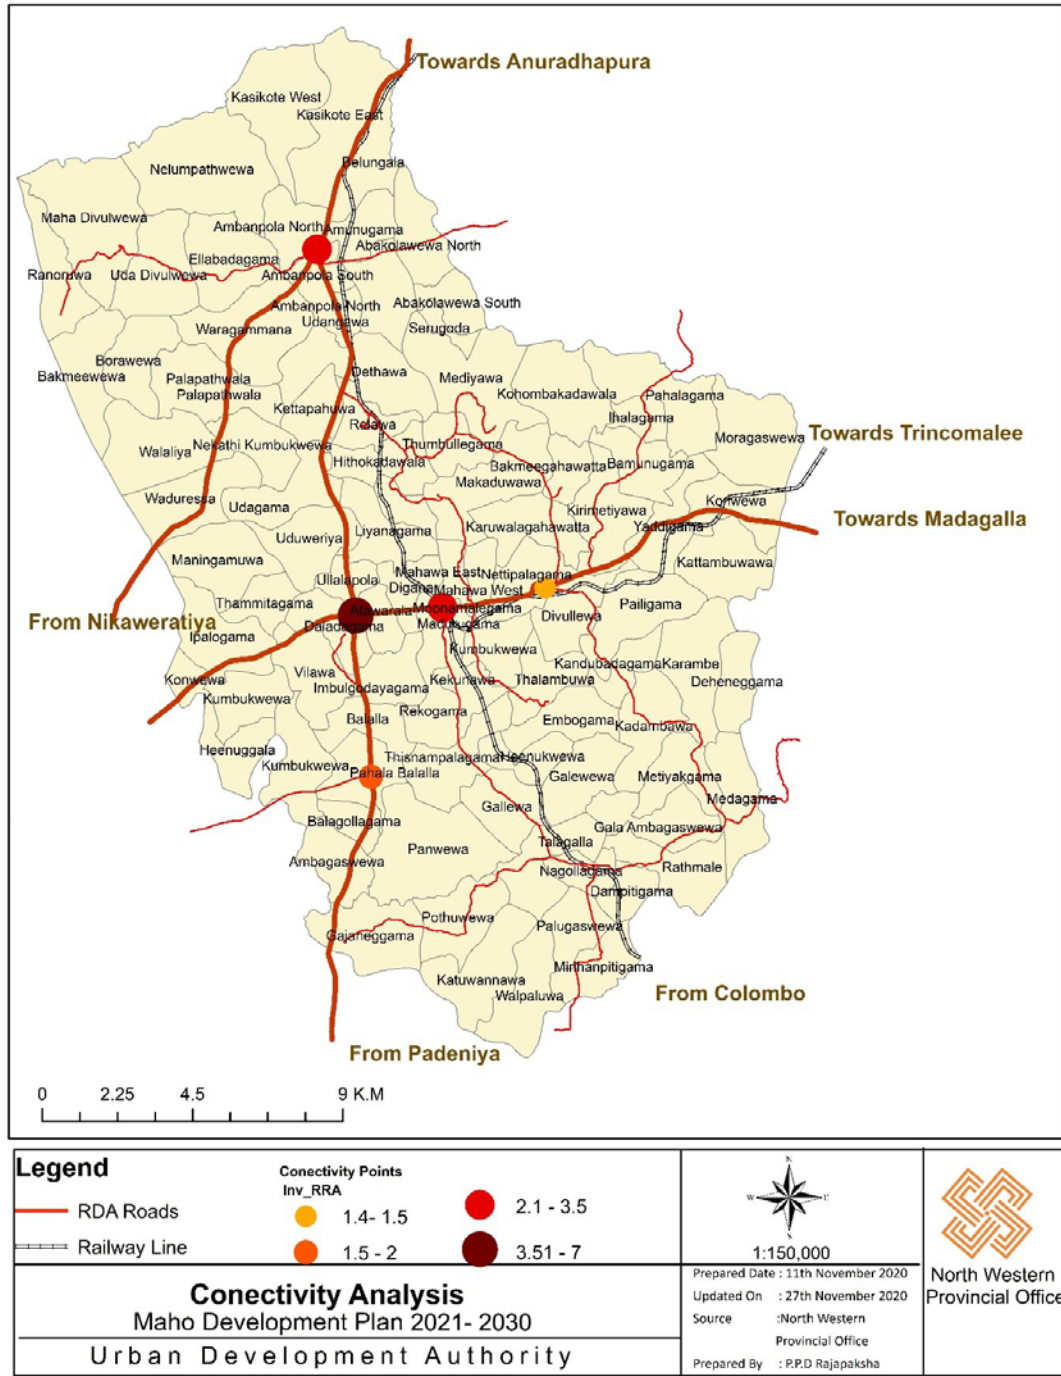 Towards Anuradhapura
Kasikote West
Kasikote East
Belungala
Nelumpathwewa
Maha Divulwewa
Ambanpola North
Amunugama
Abakolawewa North
Ellabadagama
Ranoruwa
Uda Divulwewa
Ambanpola South
Ambanpola North
Abakolawewa South
Udangawa
Serugoda
Waragammana
Borawewa
Bakmeewewa
Palapathwala
Palapathwala
Dethawa
Mediyawa
Kohombakadawala
Pahalagama
Kettapahuwa
Ihalagama
Relawa
Moragaswewa
Towards Trincomalee
Nekathi Kumbukwewa
Thumbullegama
Walaliya
Hithokadawala
Bakmeegahawatta
Bamunugama
Makaduwawa
Waduressa
Udagama
Konwewa
Kirimetiyawa
Towards Madagalla
Liyanagama
Karuwalagahawatta
Yaddigama
Uduweriya
Maningamuwa
Kattambuwawa
Ullalapola
Mahawa East
Nettipalagama
Digana
Mahawa West
Thammitagama
Atawarala
Moonamalegama
Pailigama
From Nikaweratiya
Daladagama
Madurugama
Divullewa
Ipalogama
Kumbukwewa
Vilawa
Kandubadagama
Karambe
Konwewa
Imbulgodayagama
Kekunawa
Thalambuwa
Deheneggama
Kumbukwewa
Balalla
Rekogama
Embogama
Kadambawa
Heenuggala
Kumbukwewa
Thisnampalagama
Heenukwewa
Pahala Balalla
Galewewa
Metiyakgama
Medagama
Gallewa
Balagollagama
Gala Ambagaswewa
Talagalla
Panwewa
Ambagaswewa
Nagollagama
Rathmale
Dampitigama
Pothuwewa
Palugaswewa
Gajaneggama
Mirihanpitigama
Katuwannawa
Walpaluwa
From Colombo
From Padeniya
0 2.25 4.5 9 K.M
Legend
RDA Roads
Railway Line
Conectivity Points
Inv_RRA
1.4- 1.5
1.5 - 2
2.1 - 3.5
3.51 - 7
N
W
E
S
1:150,000
Conectivity Analysis
Maho Development Plan 2021- 2030
Urban Development Authority
Prepared Date : 11th November 2020
Updated On : 27th November 2020
Source :North Western
Provincial Office
Prepared By : P.P.D Rajapaksha
North Western
Provincial Office